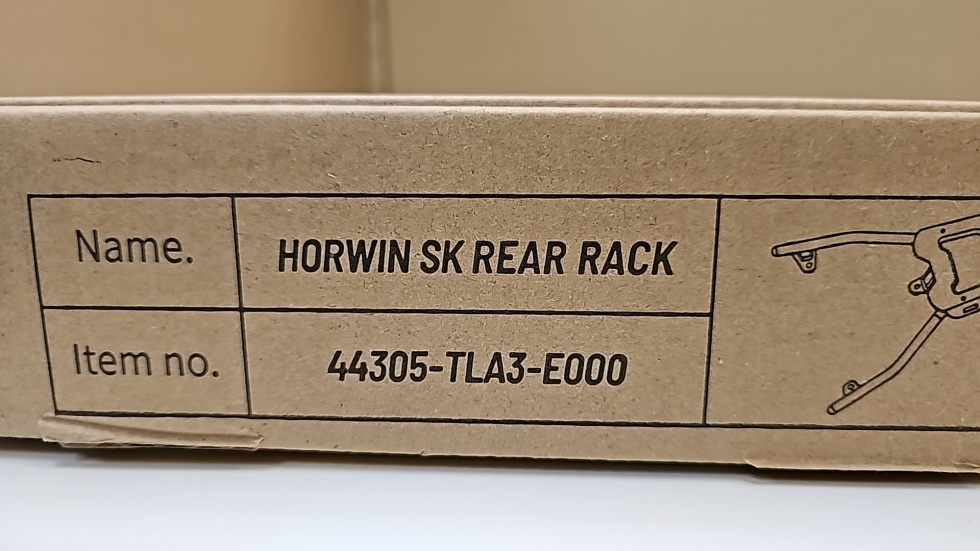 Name. HORWIN SK REAR RACK
Item no. 44305-TLA3-E000